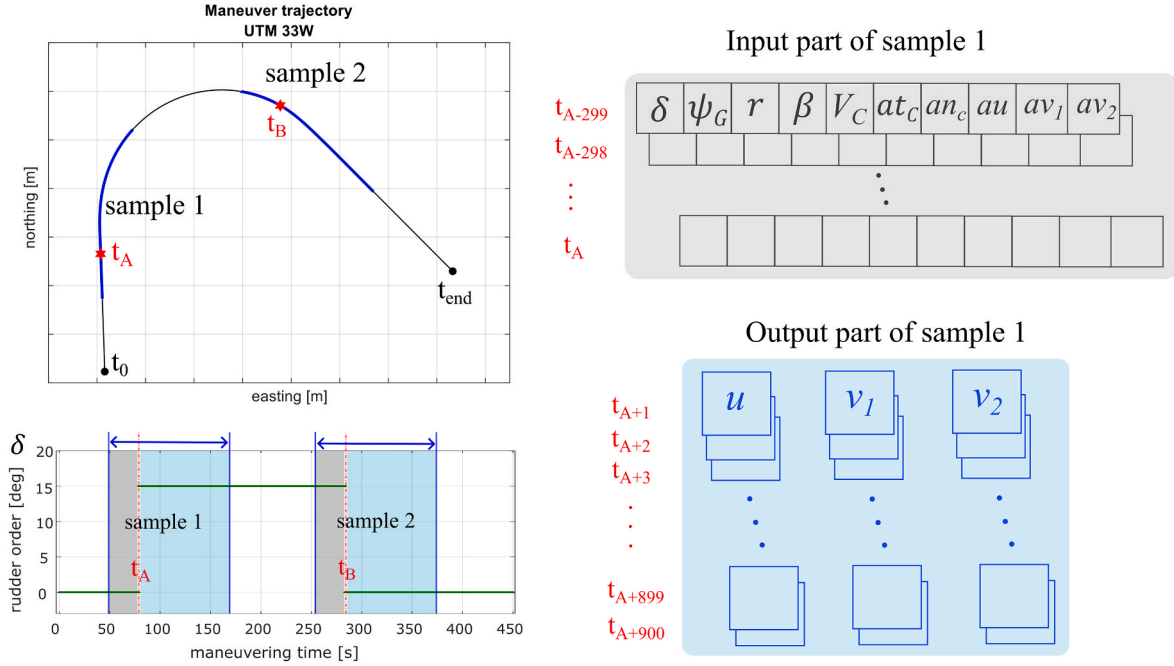 Maneuver trajectory
UTM 33W
sample 2
t_B
sample 1
t_A
t_end
t_0
northing [m]
easting [m]
δ
rudder order [deg]
20
15
10
5
0
sample 1
sample 2
t_A
t_B
0 50 100 150 200 250 300 350 400 450
maneuvering time [s]
Input part of sample 1
t_A-299
δ ψ_G r β V_C at_C an_c au av_1 av_2
t_A-298
t_A
Output part of sample 1
u v_1 v_2
t_A+1
t_A+2
t_A+3
t_A+899
t_A+900